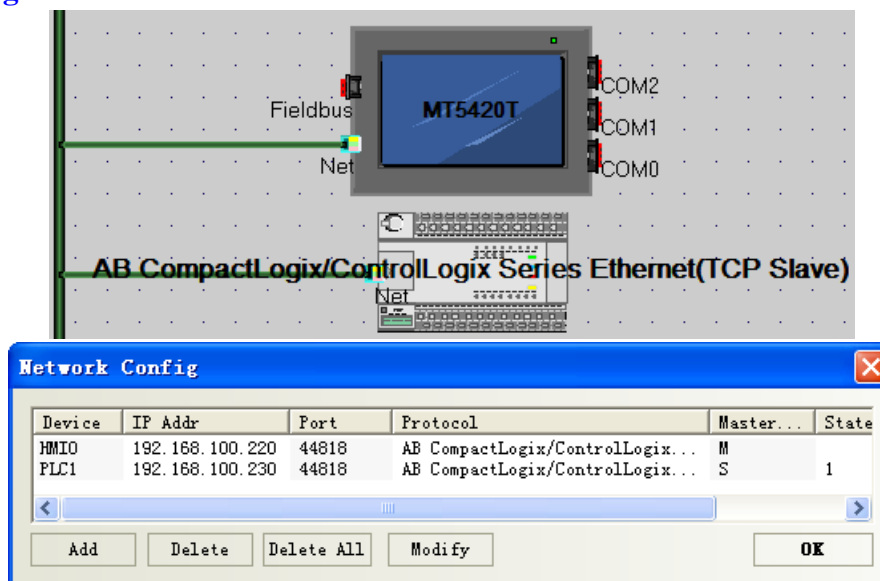 g
Fieldbus
MT5420T
COM2
COM1
COM0
Net
AB CompactLogix/ControlLogix Series Ethernet(TCP Slave)
Net
Network Config
Device IP Addr Port Protocol Master... State
HMI0 192.168.100.220 44818 AB CompactLogix/ControlLogix... M
PLC1 192.168.100.230 44818 AB CompactLogix/ControlLogix... S 1
Add Delete Delete All Modify OK